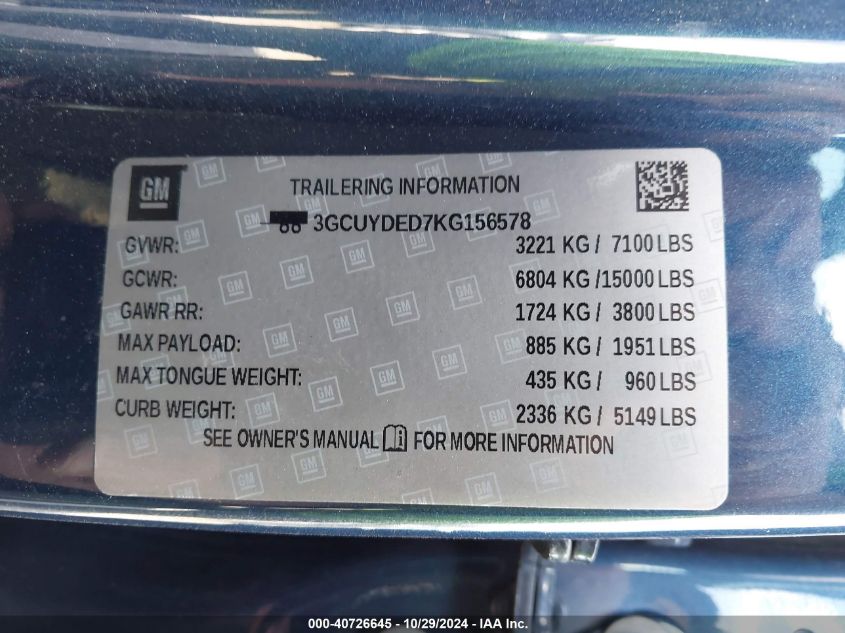 GM
TRAILERING INFORMATION
3GCUYDED7KG156578
GVWR: 3221 KG / 7100 LBS
GCWR: 6804 KG /15000 LBS
GAWR RR: 1724 KG / 3800 LBS
MAX PAYLOAD: 885 KG / 1951 LBS
MAX TONGUE WEIGHT: 435 KG / 960 LBS
CURB WEIGHT: 2336 KG / 5149 LBS
SEE OWNER'S MANUAL FOR MORE INFORMATION
000-40726645 - 10/29/2024 - IAA Inc.